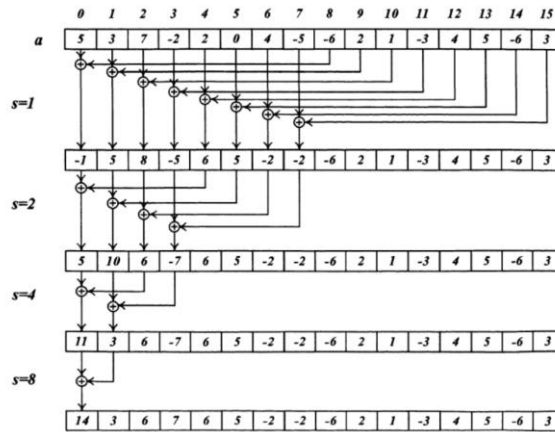 0 1 2 3 4 5 6 7 8 9 10 11 12 13 14 15
a 5 3 7 -2 2 0 4 -5 -6 2 1 -3 4 5 -6 3
s=1
-1 5 8 -5 6 5 -2 -2 -6 2 1 -3 4 5 -6 3
s=2
5 10 6 -7 6 5 -2 -2 -6 2 1 -3 4 5 -6 3
s=4
11 3 6 -7 6 5 -2 -2 -6 2 1 -3 4 5 -6 3
s=8
14 3 6 7 6 5 -2 -2 -6 2 1 -3 4 5 -6 3